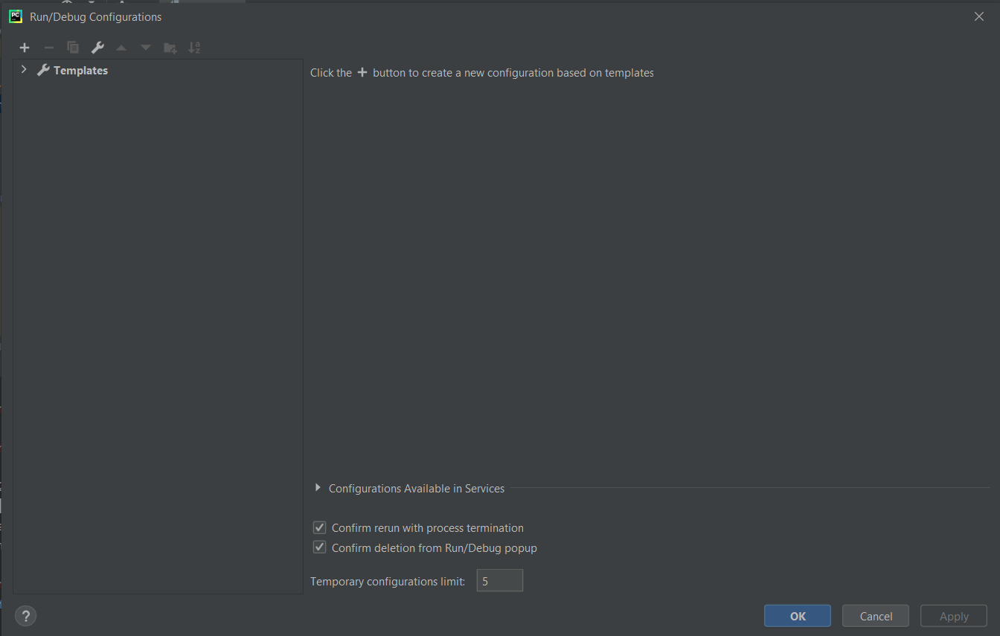 PC
Run/Debug Configurations
Templates
Click the + button to create a new configuration based on templates
Configurations Available in Services
Confirm rerun with process termination
Confirm deletion from Run/Debug popup
Temporary configurations limit: 5
?
OK Cancel Apply